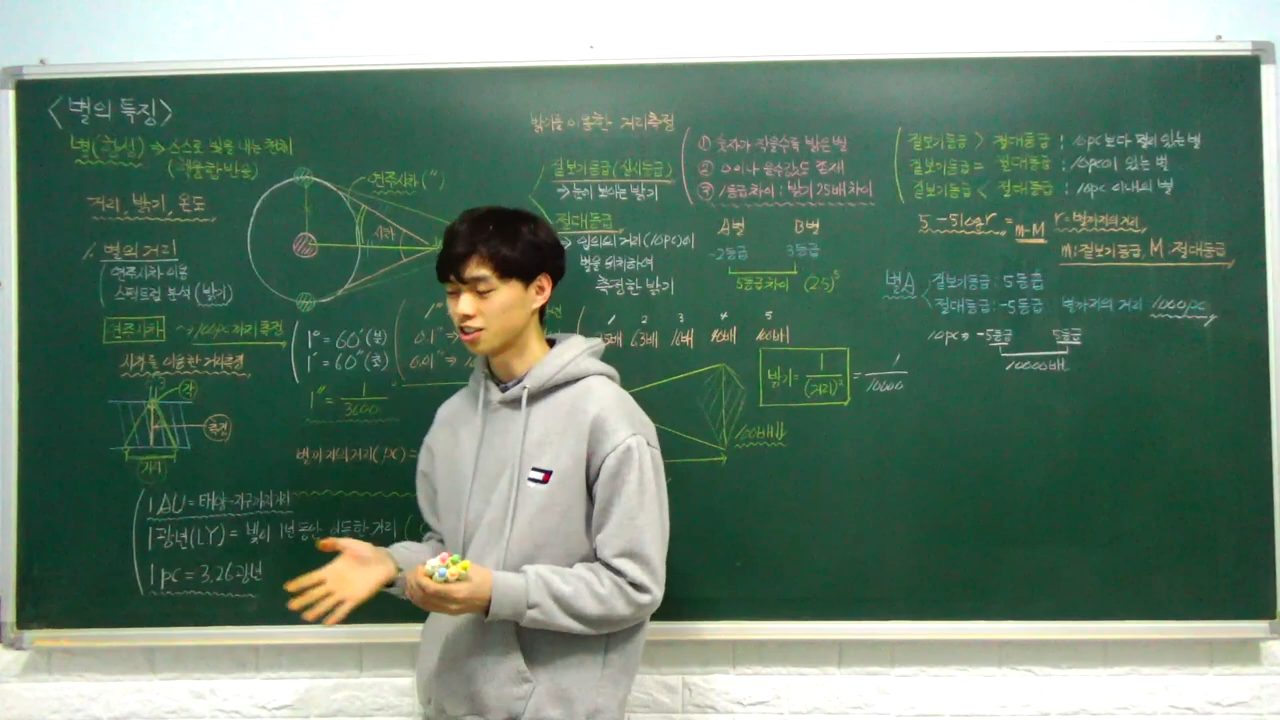 <별의 특징>
별(항성) ⇒ 스스로 빛을 내는 천체
(핵융합 반응)
거리, 밝기, 온도
1. 별의 거리
연주시차 이용
스펙트럼 분석 (밝기)
연주시차 → 100pc 까지 측정
시차를 이용한 거리측정
측정
거리
1AU = 태양-지구까지 거리
1광년(LY) = 빛이 1년 동안 이동한 거리
1pc = 3.26광년
연주시차(")
시차
1° = 60'(분)
1' = 60"(초)
1" = 1/3600
0.1"
0.01"
별까지의 거리(pc) =
밝기를 이용한 거리측정
겉보기등급(실시등급)
→ 눈에 보이는 밝기
절대등급
→ 임의의 거리(10pc)에
별을 위치하여
측정한 밝기
① 숫자가 작을수록 밝은 별
② 0이나 음수값도 존재
③ 1등급차이 : 밝기 2.5배 차이
A별 B별
-2등급 3등급
5등급차이 (2.5)⁵
1 2 3 4 5
2.5배 6.3배 16배 40배 100배
밝기 = 1/(거리)² = 1/10000
겉보기등급 > 절대등급 : 10pc 보다 멀리 있는 별
겉보기등급 = 절대등급 : 10pc에 있는 별
겉보기등급 < 절대등급 : 10pc 이내의 별
5 - 5log r = m-M r = 별까지의 거리,
m : 겉보기등급, M : 절대등급
별A 겉보기등급 : 5등급
절대등급 : -5등급 별까지의 거리 1000pc
10pc ⇒ -5등급 5등급
10000배